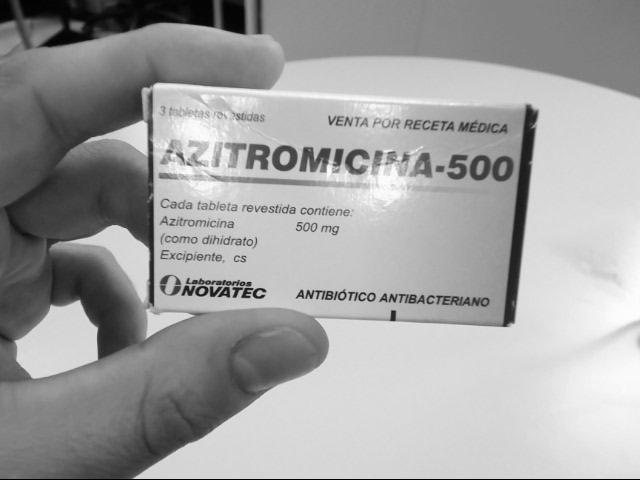 3 tabletas revestidas
VENTA POR RECETA MÉDICA
AZITROMICINA-500
Cada tableta revestida contiene:
Azitromicina 500 mg
(como dihidrato)
Excipiente, cs
Laboratorios
NOVATEC
ANTIBIÓTICO ANTIBACTERIANO